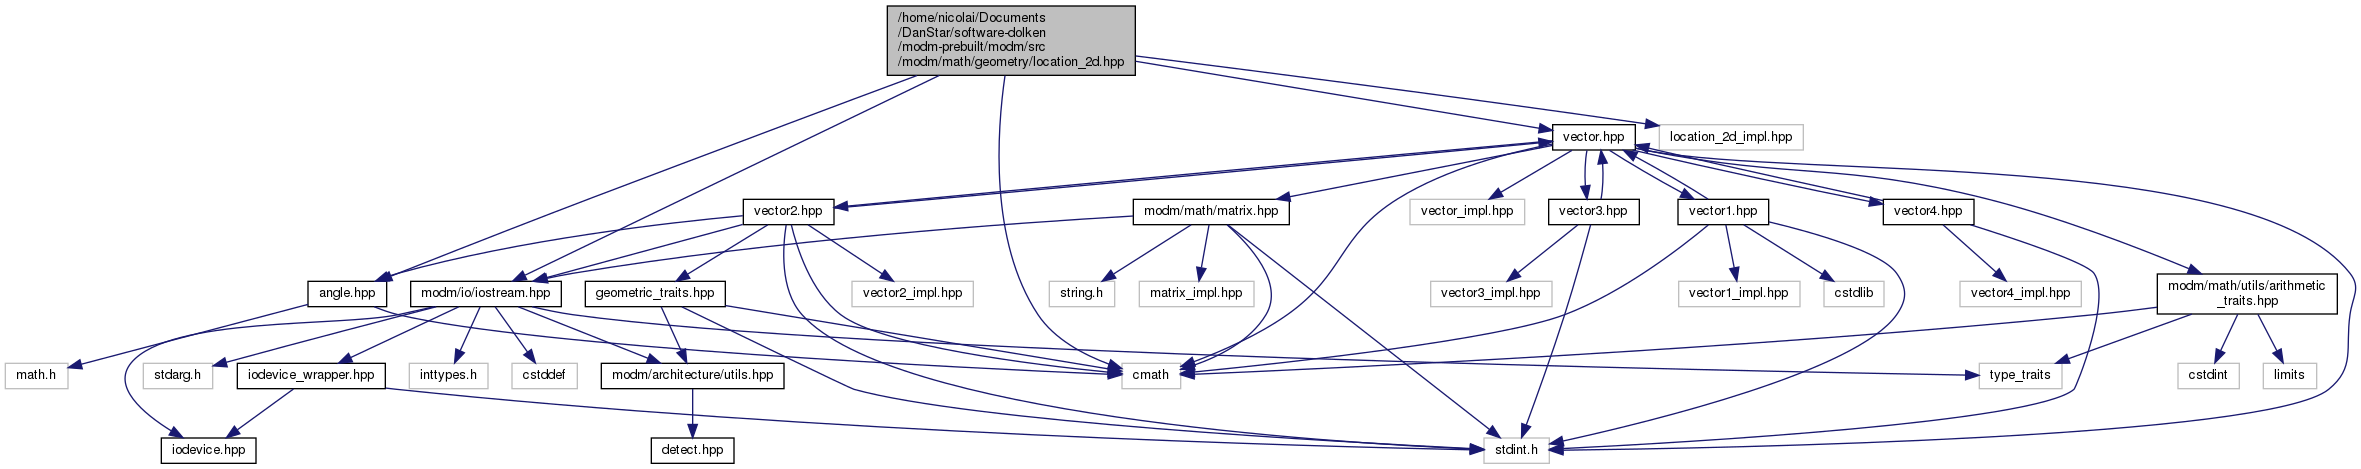 /home/nicolai/Documents
/DanStar/software-dolken
/modm-prebuilt/modm/src
/modm/math/geometry/location_2d.hpp
vector.hpp
location_2d_impl.hpp
vector2.hpp
modm/math/matrix.hpp
vector_impl.hpp
vector3.hpp
vector1.hpp
vector4.hpp
angle.hpp
modm/io/iostream.hpp
geometric_traits.hpp
vector2_impl.hpp
string.h
matrix_impl.hpp
vector3_impl.hpp
vector1_impl.hpp
cstdlib
vector4_impl.hpp
modm/math/utils/arithmetic
_traits.hpp
math.h
stdarg.h
iodevice_wrapper.hpp
inttypes.h
cstddef
modm/architecture/utils.hpp
cmath
type_traits
cstdint
limits
iodevice.hpp
detect.hpp
stdint.h